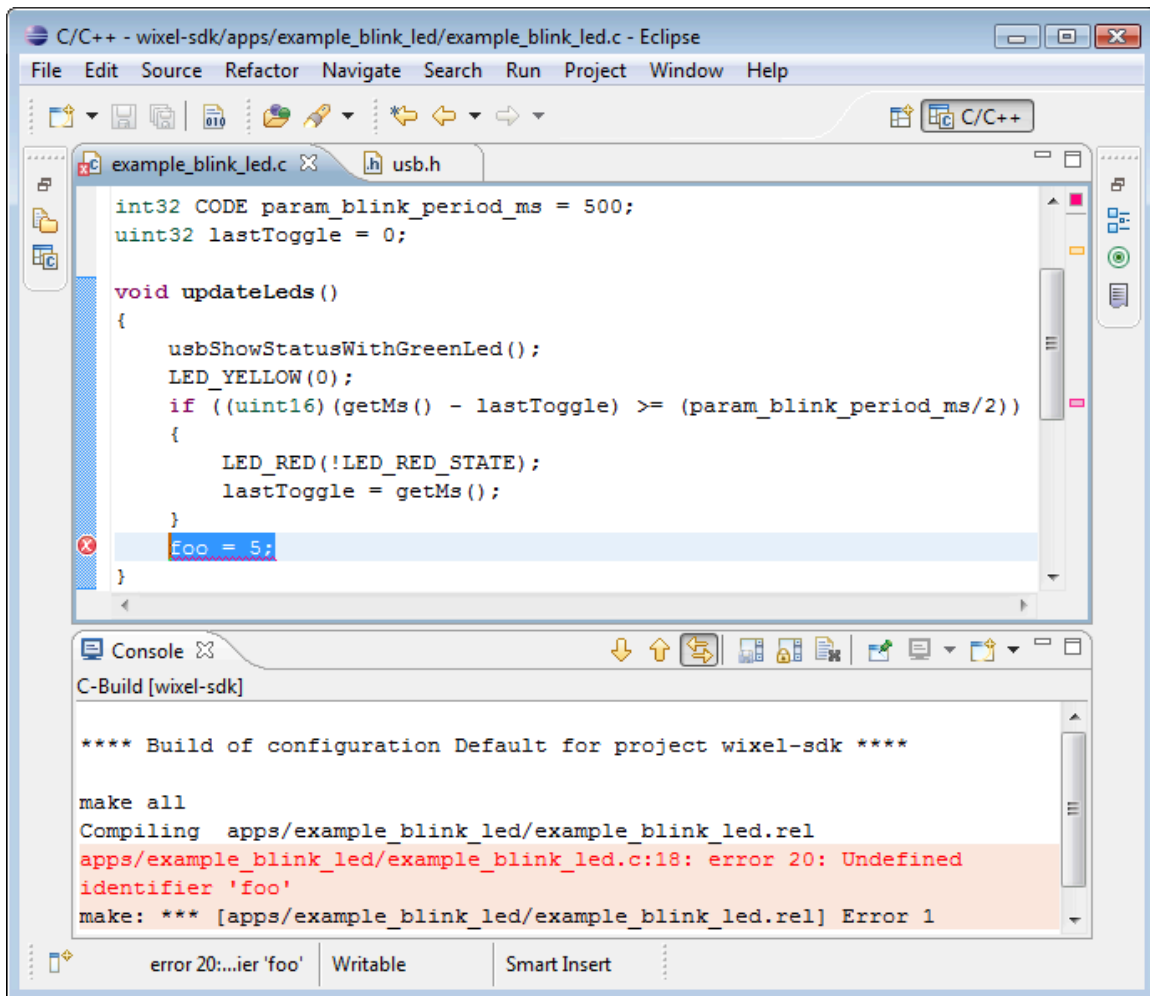 C/C++ - wixel-sdk/apps/example_blink_led/example_blink_led.c - Eclipse
File Edit Source Refactor Navigate Search Run Project Window Help
010
C/C++
example_blink_led.c
.h usb.h
int32 CODE param_blink_period_ms = 500;
uint32 lastToggle = 0;
void updateLeds()
{
usbShowStatusWithGreenLed();
LED_YELLOW(0);
if ((uint16)(getMs() - lastToggle) >= (param_blink_period_ms/2))
{
LED_RED(!LED_RED_STATE);
lastToggle = getMs();
}
foo = 5;
}
Console
C-Build [wixel-sdk]
**** Build of configuration Default for project wixel-sdk ****
make all
Compiling  apps/example_blink_led/example_blink_led.rel
apps/example_blink_led/example_blink_led.c:18: error 20: Undefined
identifier 'foo'
make: *** [apps/example_blink_led/example_blink_led.rel] Error 1
error 20:...ier 'foo' Writable Smart Insert